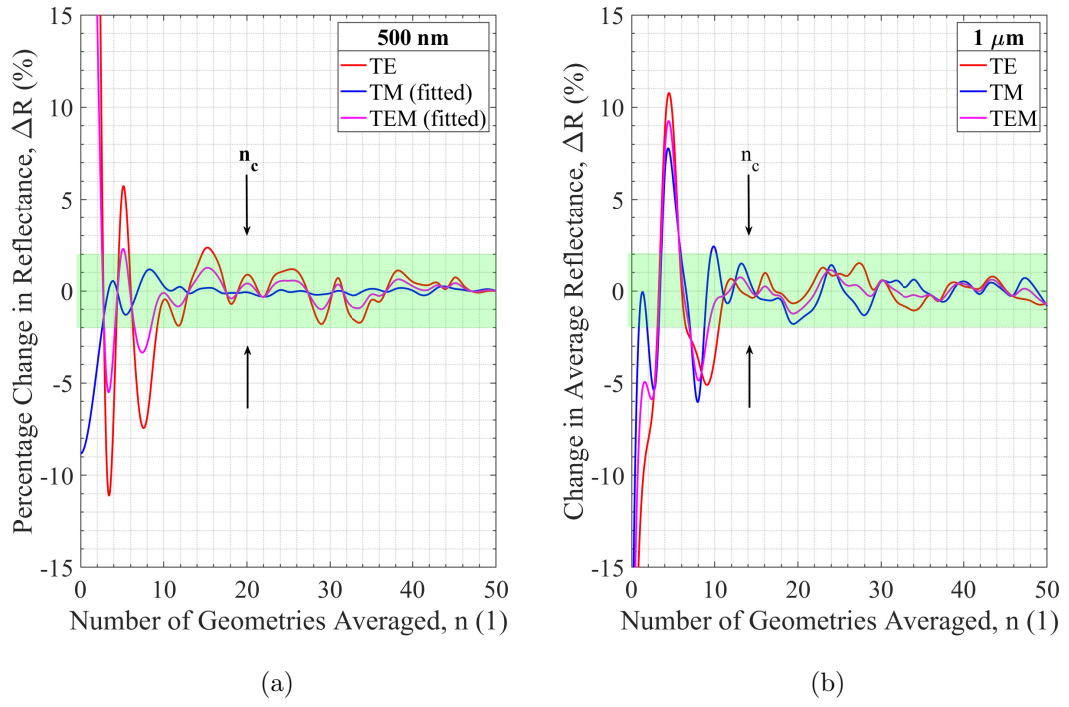 Percentage Change in Reflectance, ΔR (%)
15
10
5
0
-5
-10
-15
500 nm
TE
TM (fitted)
TEM (fitted)
n_c
0 10 20 30 40 50
Number of Geometries Averaged, n (1)
(a)
Change in Average Reflectance, ΔR (%)
15
10
5
0
-5
-10
-15
1 μm
TE
TM
TEM
n_c
0 10 20 30 40 50
Number of Geometries Averaged, n (1)
(b)